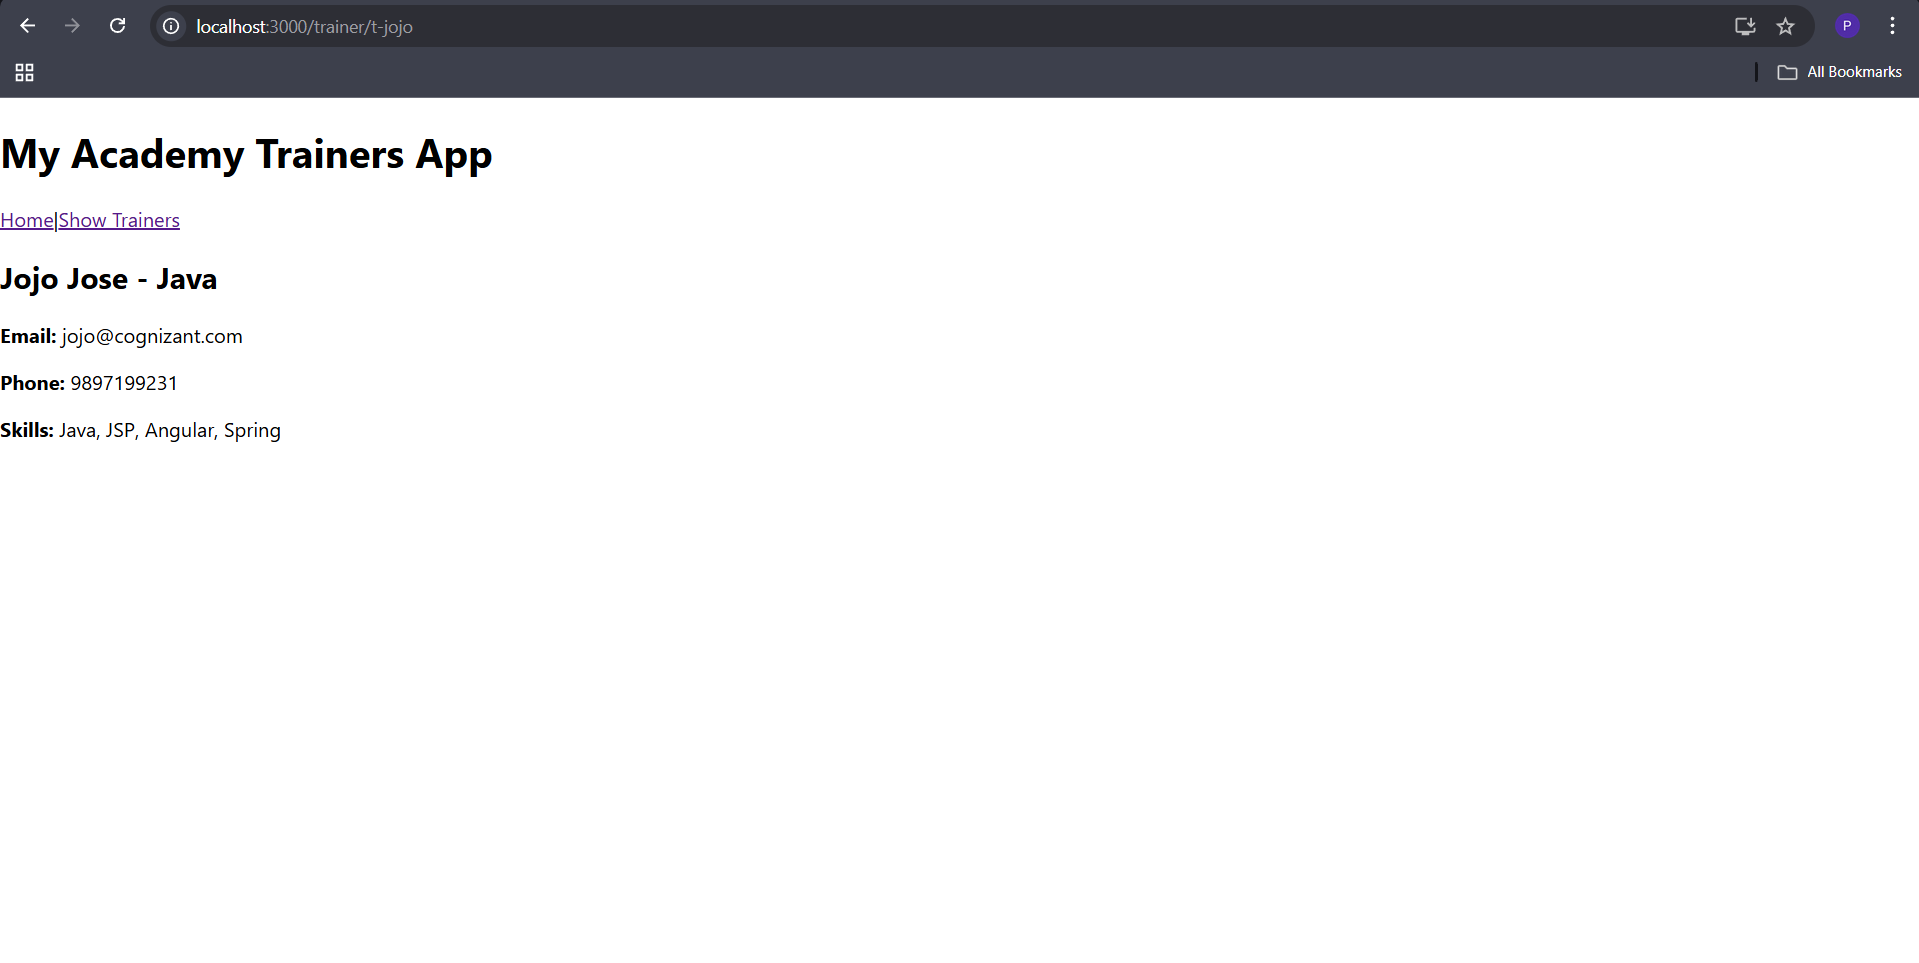 localhost:3000/trainer/t-jojo
P
All Bookmarks
My Academy Trainers App
Home|Show Trainers
Jojo Jose - Java
Email: jojo@cognizant.com
Phone: 9897199231
Skills: Java, JSP, Angular, Spring